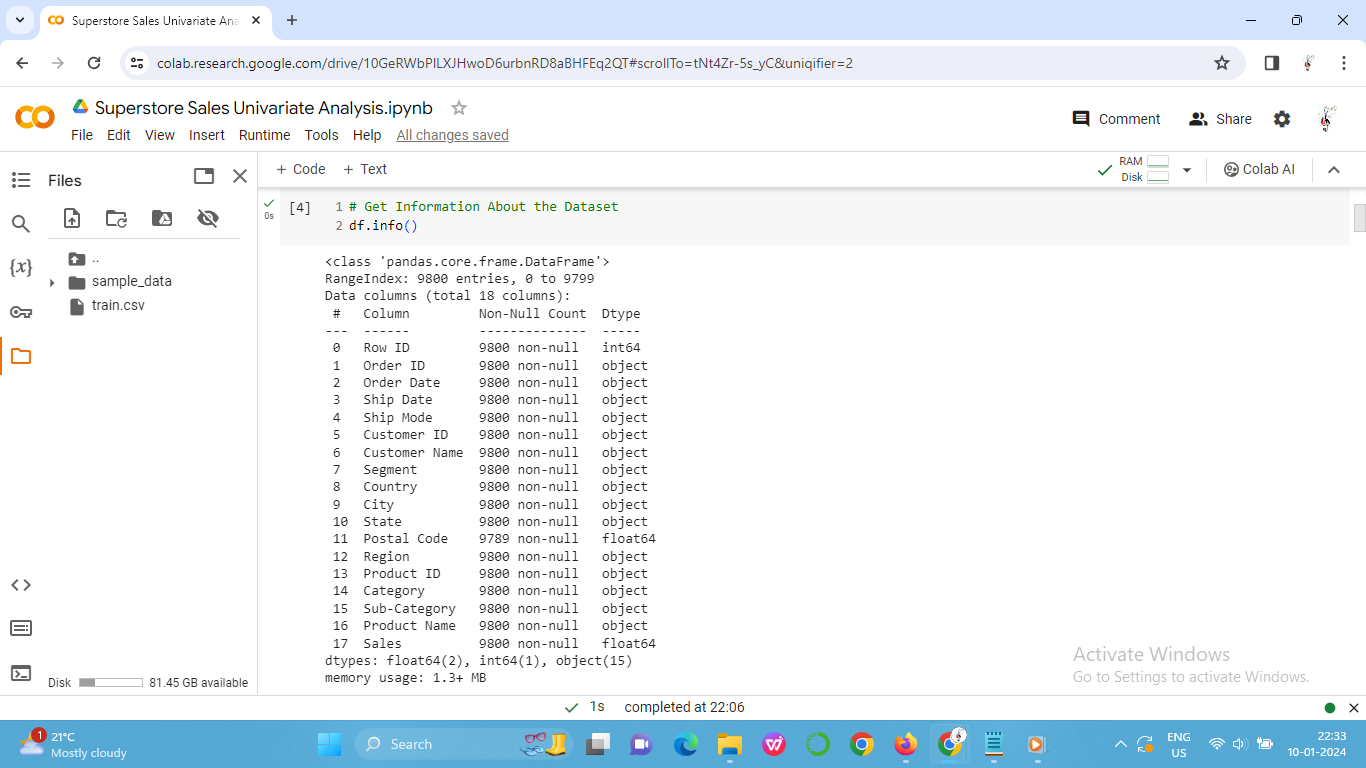 Superstore Sales Univariate Ana
colab.research.google.com/drive/10GeRWbPlLXJHwoD6urbnRD8aBHFEq2QT#scrollTo=tNt4Zr-5s_yC&uniqifier=2
Superstore Sales Univariate Analysis.ipynb
File Edit View Insert Runtime Tools Help All changes saved
Comment Share
Files
+ Code + Text
RAM
Disk
Colab AI
..
sample_data
train.csv
[4]
0s
1 # Get Information About the Dataset
2 df.info()
<class 'pandas.core.frame.DataFrame'>
RangeIndex: 9800 entries, 0 to 9799
Data columns (total 18 columns):
# Column Non-Null Count Dtype
--- ------ -------------- -----
0 Row ID 9800 non-null int64
1 Order ID 9800 non-null object
2 Order Date 9800 non-null object
3 Ship Date 9800 non-null object
4 Ship Mode 9800 non-null object
5 Customer ID 9800 non-null object
6 Customer Name 9800 non-null object
7 Segment 9800 non-null object
8 Country 9800 non-null object
9 City 9800 non-null object
10 State 9800 non-null object
11 Postal Code 9789 non-null float64
12 Region 9800 non-null object
13 Product ID 9800 non-null object
14 Category 9800 non-null object
15 Sub-Category 9800 non-null object
16 Product Name 9800 non-null object
17 Sales 9800 non-null float64
dtypes: float64(2), int64(1), object(15)
memory usage: 1.3+ MB
Disk 81.45 GB available
Activate Windows
Go to Settings to activate Windows.
1s completed at 22:06
1
21°C
Mostly cloudy
Search
ENG
US
22:33
10-01-2024